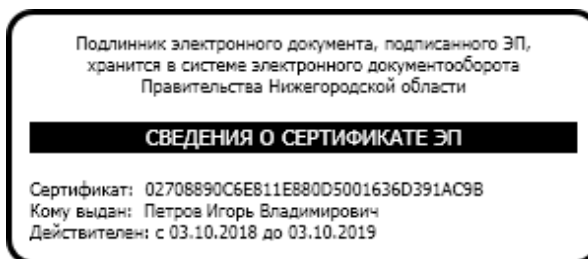 Подлинник электронного документа, подписанного ЭП,
хранится в системе электронного документооборота
Правительства Нижегородской области
СВЕДЕНИЯ О СЕРТИФИКАТЕ ЭП
Сертификат: 02708890C6E811E880D5001636D391AC9B
Кому выдан: Петров Игорь Владимирович
Действителен: с 03.10.2018 до 03.10.2019